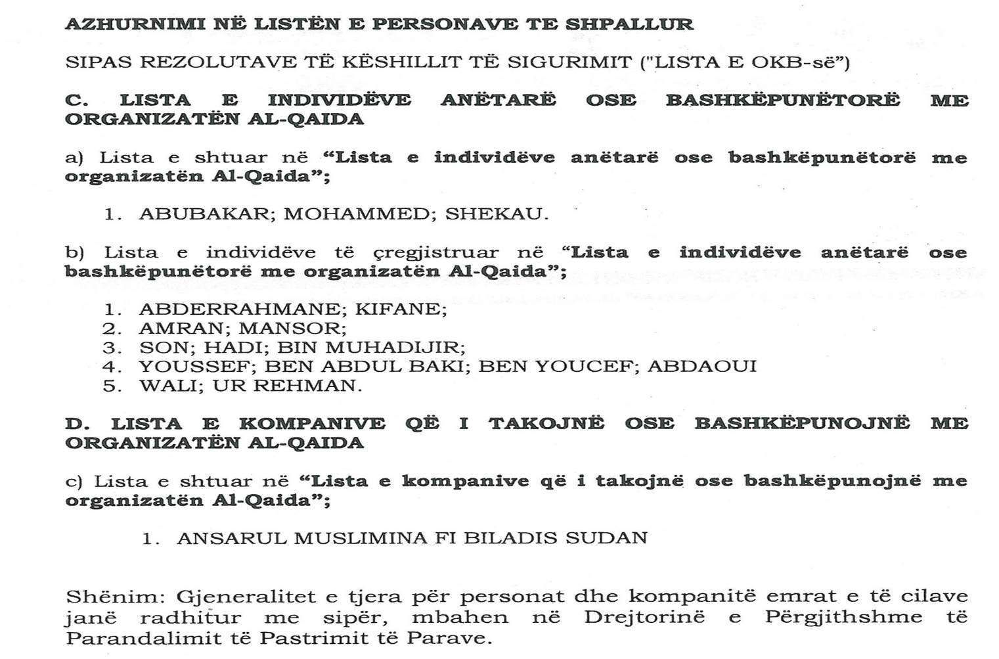 AZHURNIMI NË LISTËN E PERSONAVE TE SHPALLUR
SIPAS REZOLUTAVE TË KËSHILLIT TË SIGURIMIT ("LISTA E OKB-së”)
C. LISTA E INDIVIDËVE ANËTARË OSE BASHKËPUNËTORË ME
ORGANIZATËN AL-QAIDA
a) Lista e shtuar në “Lista e individëve anëtarë ose bashkëpunëtorë me
organizatën Al-Qaida”;
1. ABUBAKAR; MOHAMMED; SHEKAU.
b) Lista e individëve të çregjistruar në “Lista e individëve anëtarë ose
bashkëpunëtorë me organizatën Al-Qaida”;
1. ABDERRAHMANE; KIFANE;
2. AMRAN; MANSOR;
3. SON; HADI; BIN MUHADIJIR;
4. YOUSSEF; BEN ABDUL BAKI; BEN YOUCEF; ABDAOUI
5. WALI; UR REHMAN.
D. LISTA E KOMPANIVE QË I TAKOJNË OSE BASHKËPUNOJNË ME
ORGANIZATËN AL-QAIDA
c) Lista e shtuar në “Lista e kompanive që i takojnë ose bashkëpunojnë me
organizatën Al-Qaida”;
1. ANSARUL MUSLIMINA FI BILADIS SUDAN
Shënim: Gjeneralitet e tjera për personat dhe kompanitë emrat e të cilave
janë radhitur me sipër, mbahen në Drejtorinë e Përgjithshme të
Parandalimit të Pastrimit të Parave.